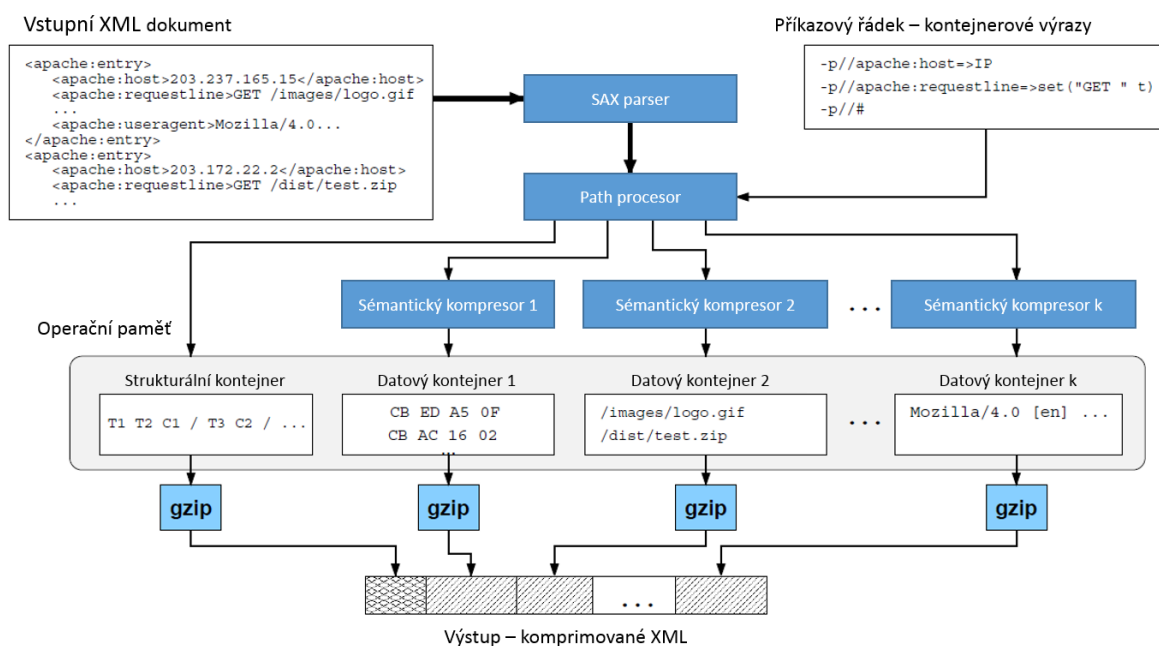 Vstupní XML dokument
Příkazový řádek – kontejnerové výrazy
<apache:entry>
<apache:host>203.237.165.15</apache:host>
<apache:requestline>GET /images/logo.gif
...
<apache:useragent>Mozilla/4.0...
</apache:entry>
<apache:entry>
<apache:host>203.172.22.2</apache:host>
<apache:requestline>GET /dist/test.zip
...
-p//apache:host=>IP
-p//apache:requestline=>set("GET " t)
-p//#
SAX parser
Path procesor
Sémantický kompresor 1
Sémantický kompresor 2
...
Sémantický kompresor k
Operační paměť
Strukturální kontejner
T1 T2 C1 / T3 C2 / ...
Datový kontejner 1
CB ED A5 0F
CB AC 16 02
...
Datový kontejner 2
/images/logo.gif
/dist/test.zip
...
Datový kontejner k
Mozilla/4.0 [en] ...
gzip
gzip
gzip
gzip
...
Výstup – komprimované XML